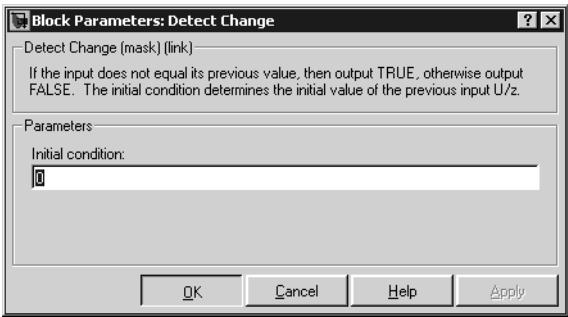 Block Parameters: Detect Change
Detect Change (mask) (link)
If the input does not equal its previous value, then output TRUE, otherwise output
FALSE.  The initial condition determines the initial value of the previous input U/z.
Parameters
Initial condition:
0
OK Cancel Help Apply